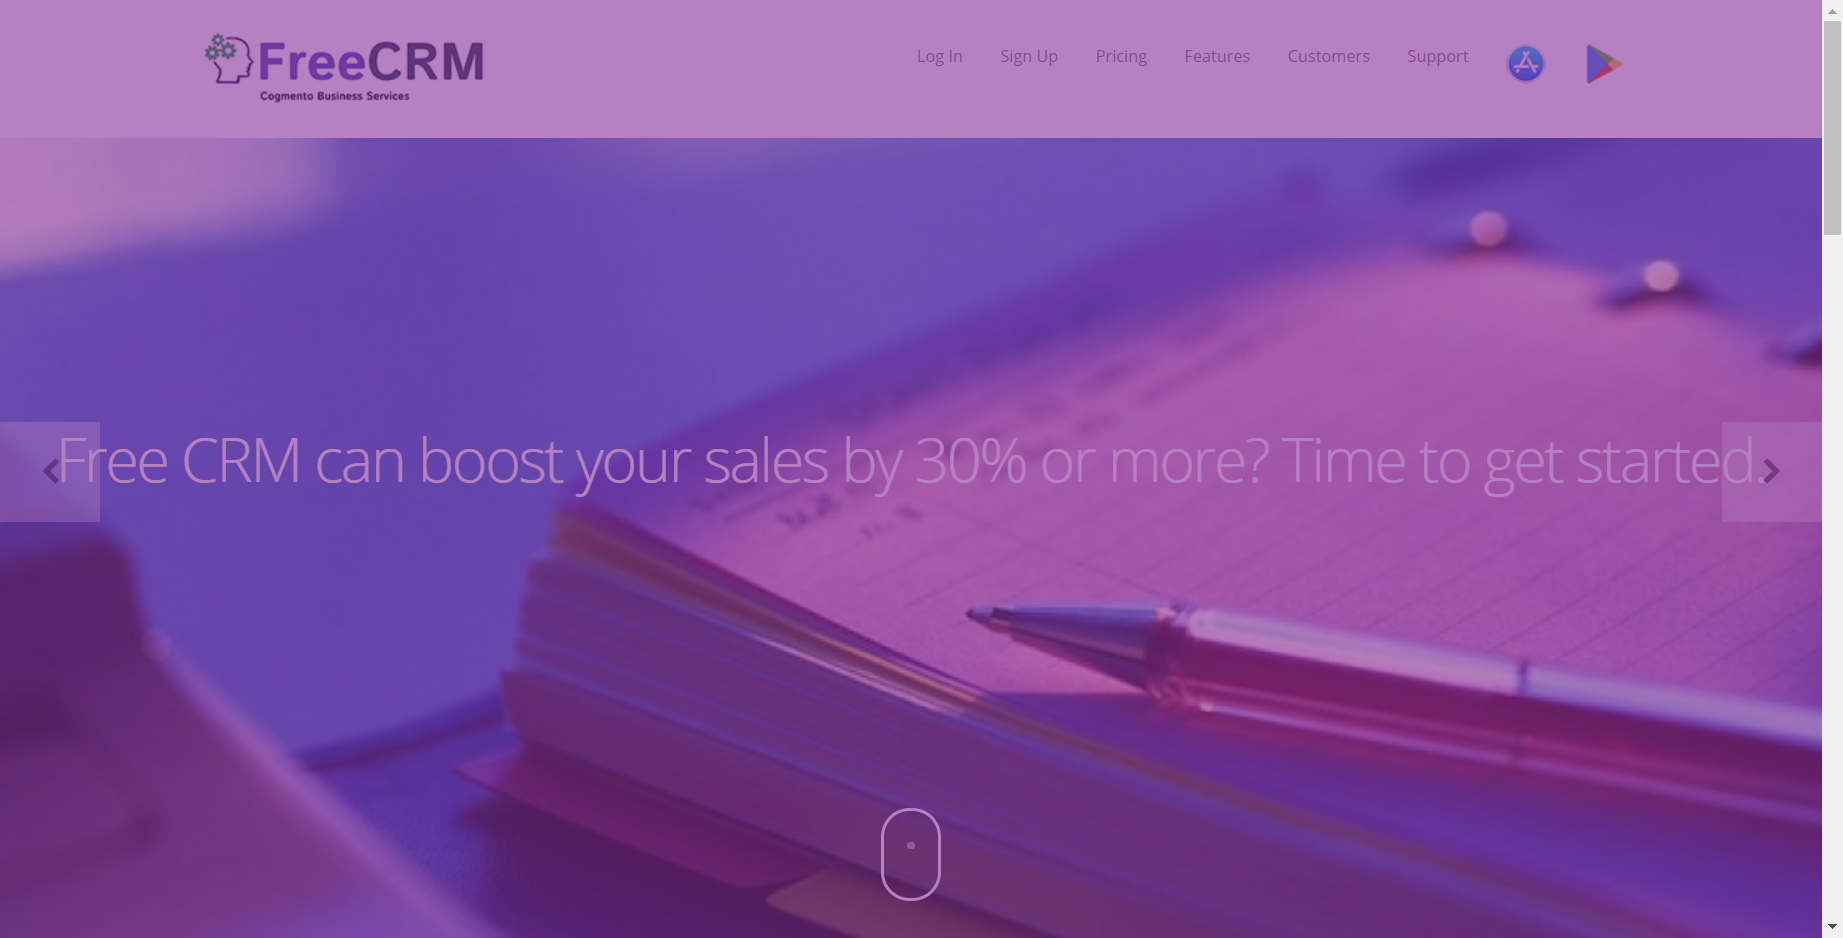 FreeCRM
Cogmento Business Services
Log In Sign Up Pricing Features Customers Support
Free CRM can boost your sales by 30% or more? Time to get started.